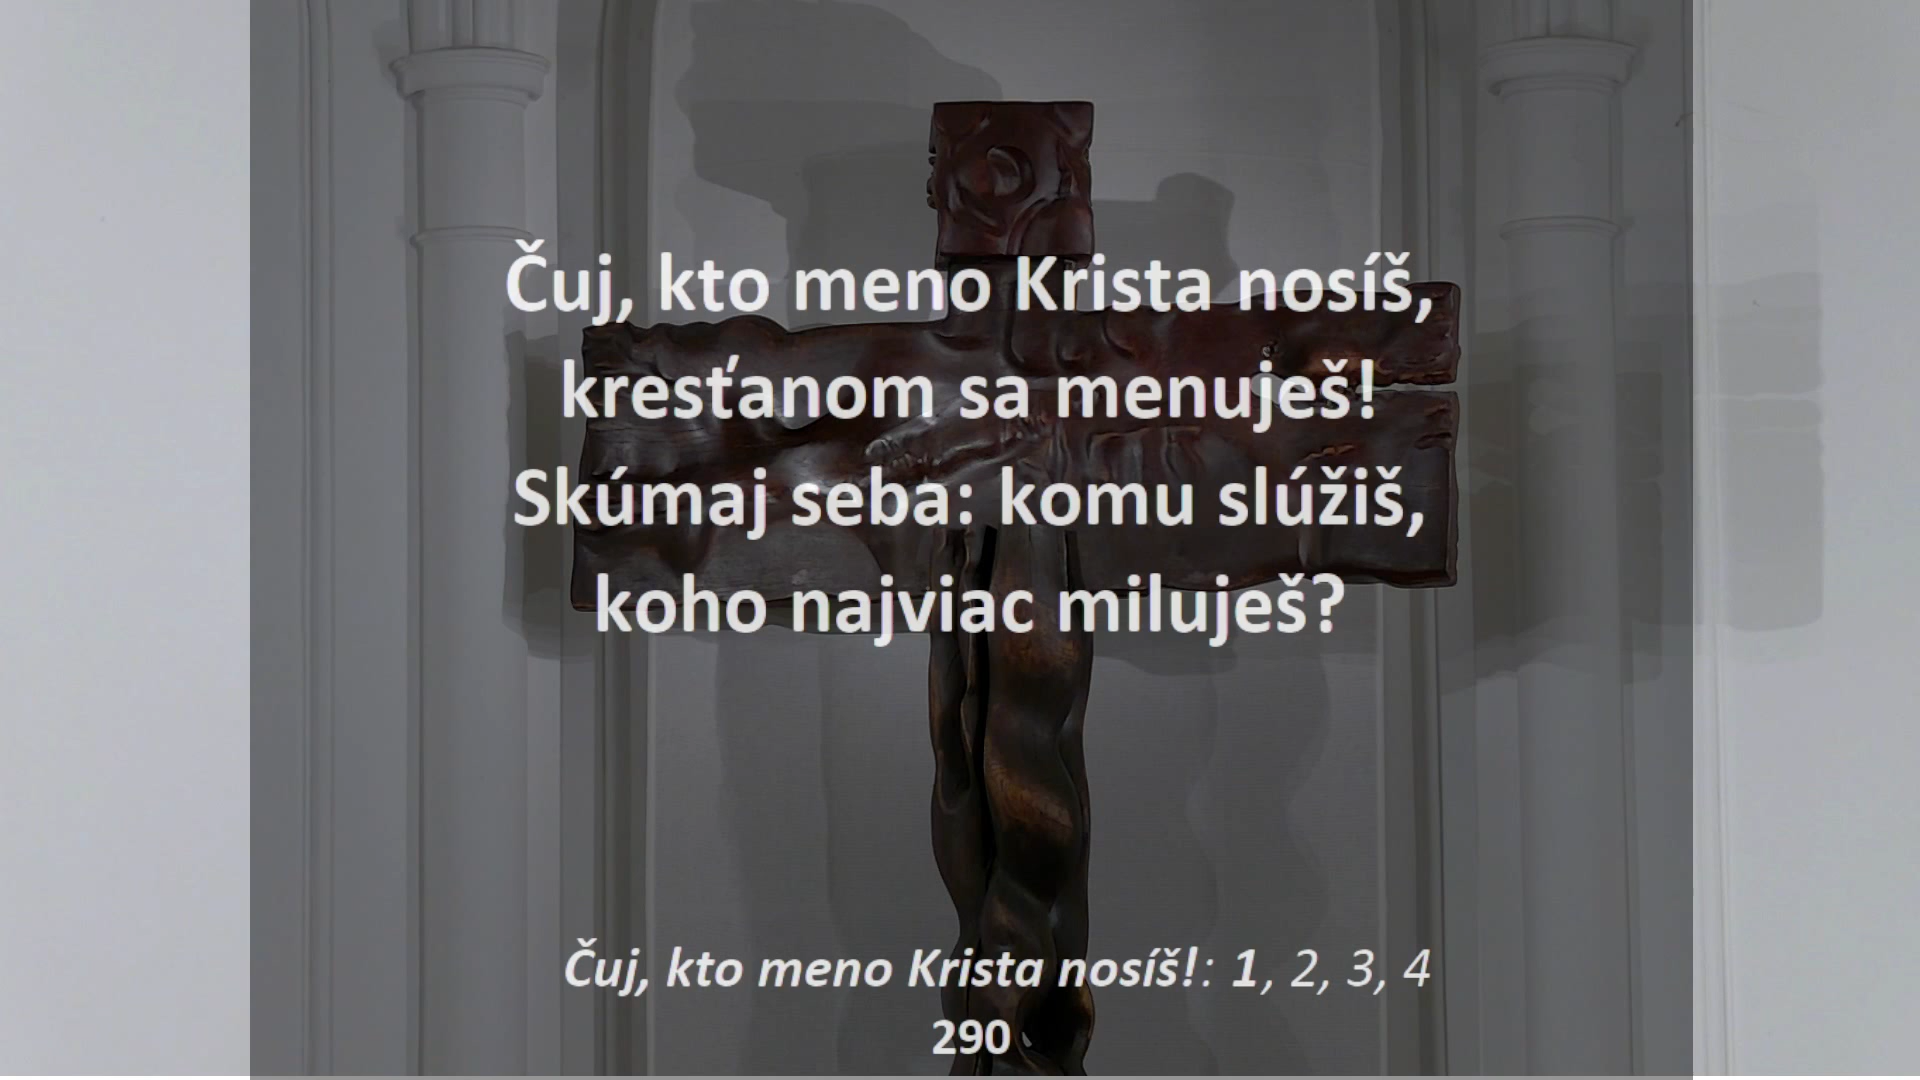 Čuj, kto meno Krista nosíš,
kresťanom sa menuješ!
Skúmaj seba: komu slúžiš,
koho najviac miluješ?
Čuj, kto meno Krista nosíš!: 1, 2, 3, 4
290